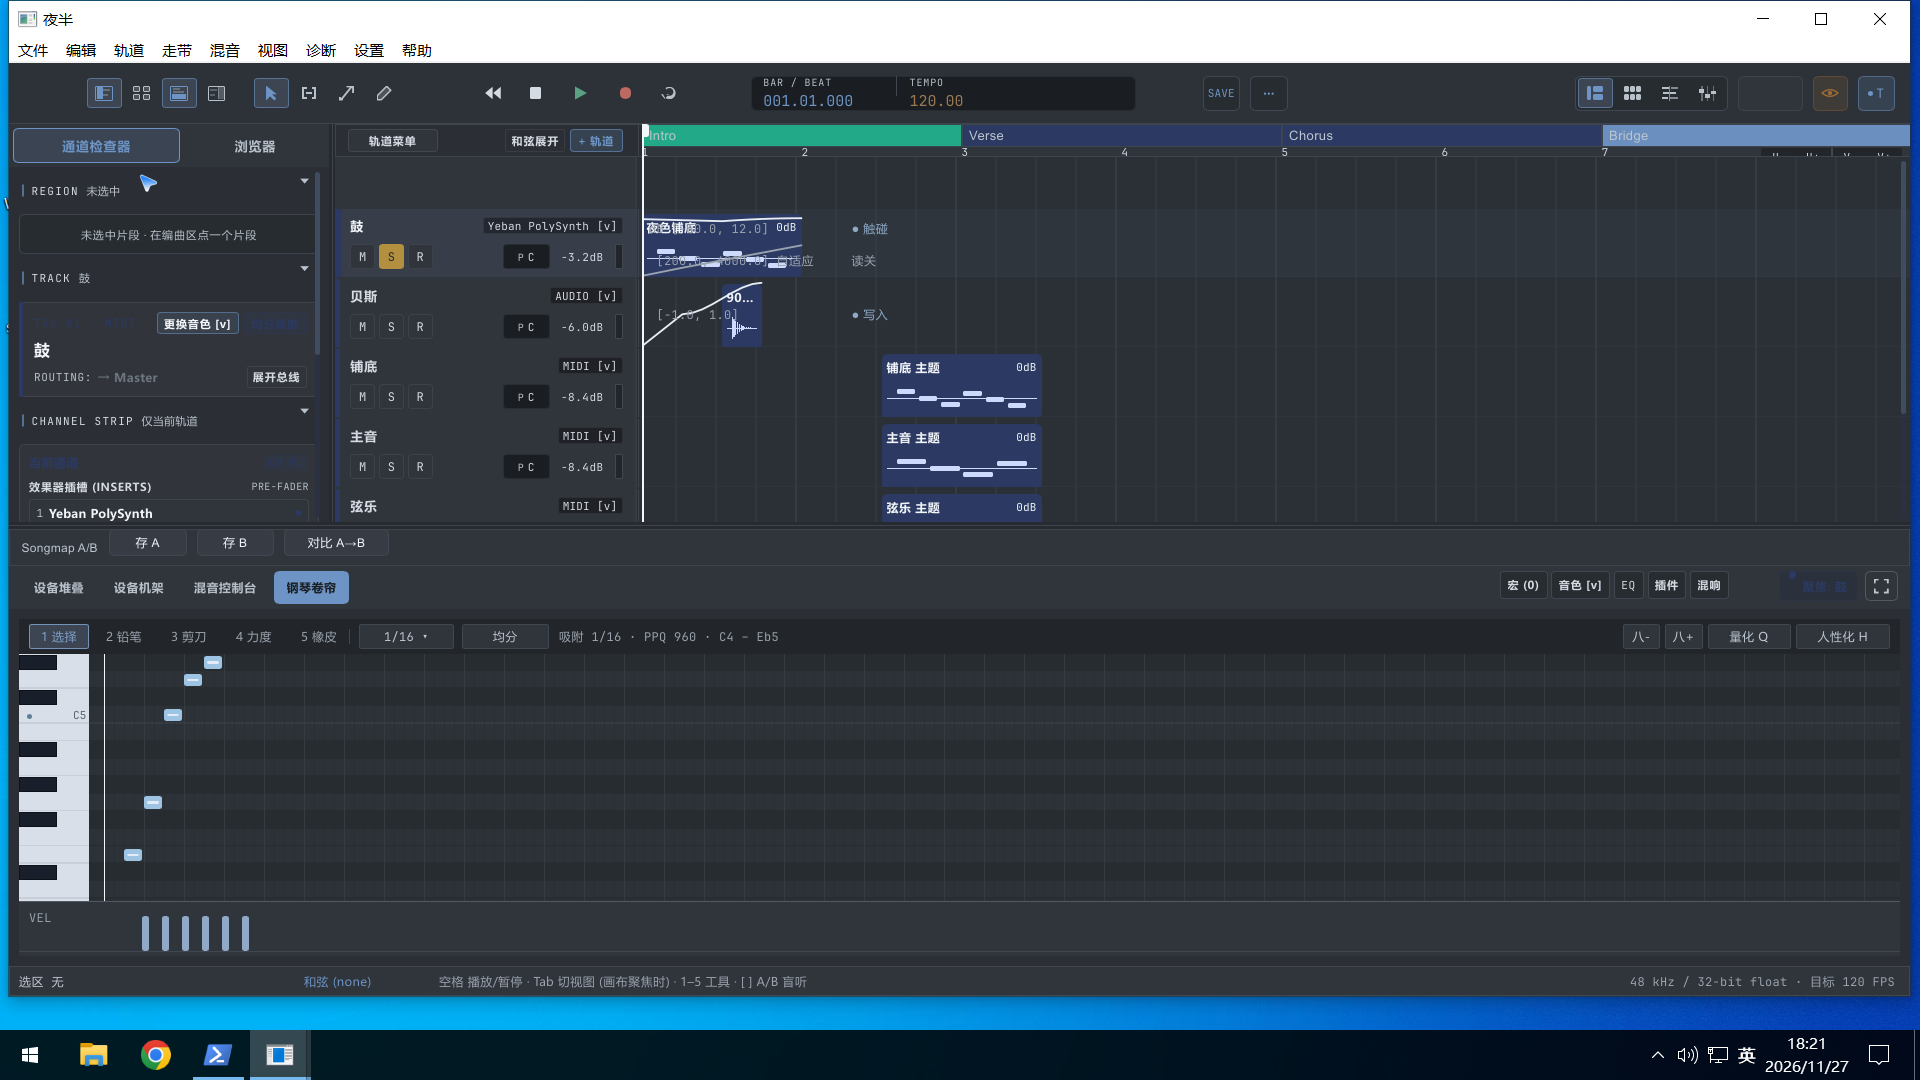 夜半
文件 编辑 轨道 走带 混音 视图 诊断 设置 帮助
BAR / BEAT
001.01.000
TEMPO
120.00
SAVE
...
T
通道检查器 浏览器
REGION 未选中
未选中片段 · 在编曲区点一个片段
TRACK 鼓
更换音色 [v]
鼓
ROUTING: → Master
展开总线
CHANNEL STRIP 仅当前轨道
效果器插槽 (INSERTS) PRE-FADER
1 Yeban PolySynth
轨道菜单 和弦展开 + 轨道
Intro Verse Chorus Bridge
1 2 3 4 5 6 7
鼓 Yeban PolySynth [v]
M S R P C -3.2dB
贝斯 AUDIO [v]
M S R P C -6.0dB
铺底 MIDI [v]
M S R P C -8.4dB
主音 MIDI [v]
M S R P C -8.4dB
弦乐 MIDI [v]
夜色铺底 0dB
.0, 12.0] ● 触碰
自适应 读关
90...
[-1.0, 1.0] ● 写入
铺底 主题 0dB
主音 主题 0dB
弦乐 主题 0dB
Songmap A/B 存 A 存 B 对比 A→B
设备堆叠 设备机架 混音控制台 钢琴卷帘
宏 (0) 音色 [v] EQ 插件 混响
1 选择 2 铅笔 3 剪刀 4 力度 5 橡皮 1/16 均分 吸附 1/16 · PPQ 960 · C4 – Eb5
八- 八+ 量化 Q 人性化 H
C5
VEL
选区 无 和弦 (none) 空格 播放/暂停 · Tab 切视图 (画布聚焦时) · 1–5 工具 · [ ] A/B 盲听
48 kHz / 32-bit float · 目标 120 FPS
英
18:21
2026/11/27